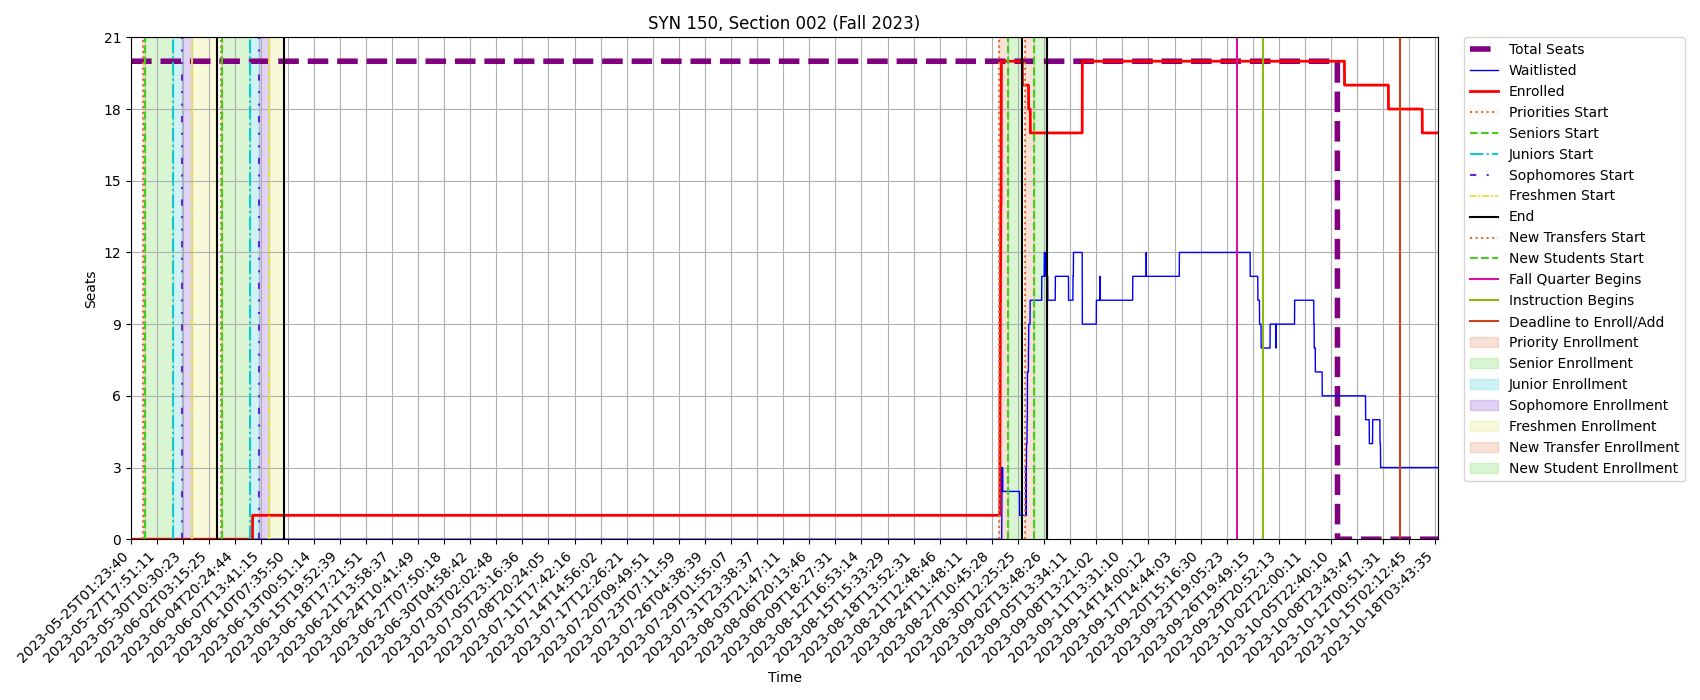 SYN 150, Section 002 (Fall 2023)
21
18
15
12
9
6
3
0
Seats
2023-05-25T01:23:40
2023-05-27T17:51:11
2023-05-30T10:30:23
2023-06-02T03:15:25
2023-06-04T20:24:44
2023-06-07T13:41:15
2023-06-10T07:35:50
2023-06-13T00:51:14
2023-06-15T19:52:39
2023-06-18T17:21:51
2023-06-21T13:58:37
2023-06-24T10:41:49
2023-06-27T07:50:18
2023-06-30T04:58:42
2023-07-03T02:02:48
2023-07-05T23:16:36
2023-07-08T20:24:05
2023-07-11T17:42:16
2023-07-14T14:56:02
2023-07-17T12:26:21
2023-07-20T09:49:51
2023-07-23T07:11:59
2023-07-26T04:38:39
2023-07-29T01:55:07
2023-07-31T23:38:37
2023-08-03T21:47:11
2023-08-06T20:13:46
2023-08-09T18:27:31
2023-08-12T16:53:14
2023-08-15T15:33:29
2023-08-18T13:52:31
2023-08-21T12:48:46
2023-08-24T11:48:11
2023-08-27T10:45:28
2023-08-30T12:25:23
2023-09-02T13:48:26
2023-09-05T13:34:11
2023-09-08T13:21:02
2023-09-11T13:31:10
2023-09-14T14:00:12
2023-09-17T14:44:03
2023-09-20T15:16:30
2023-09-23T19:05:23
2023-09-26T19:49:15
2023-09-29T20:52:13
2023-10-02T22:00:11
2023-10-05T22:40:10
2023-10-08T23:43:47
2023-10-12T00:51:31
2023-10-15T02:12:45
2023-10-18T03:43:35
Time
Total Seats
Waitlisted
Enrolled
Priorities Start
Seniors Start
Juniors Start
Sophomores Start
Freshmen Start
End
New Transfers Start
New Students Start
Fall Quarter Begins
Instruction Begins
Deadline to Enroll/Add
Priority Enrollment
Senior Enrollment
Junior Enrollment
Sophomore Enrollment
Freshmen Enrollment
New Transfer Enrollment
New Student Enrollment